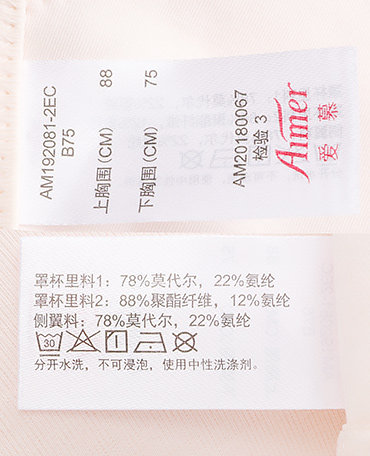 AM192081-2EC
B75
上胸围(CM) 88
下胸围(CM) 75
AM20180067
检验 3
Aimer
爱慕
罩杯里料1：78%莫代尔，22%氨纶
罩杯里料2：88%聚酯纤维，12%氨纶
侧翼料：78%莫代尔，22%氨纶
30
分开水洗，不可浸泡，使用中性洗涤剂。